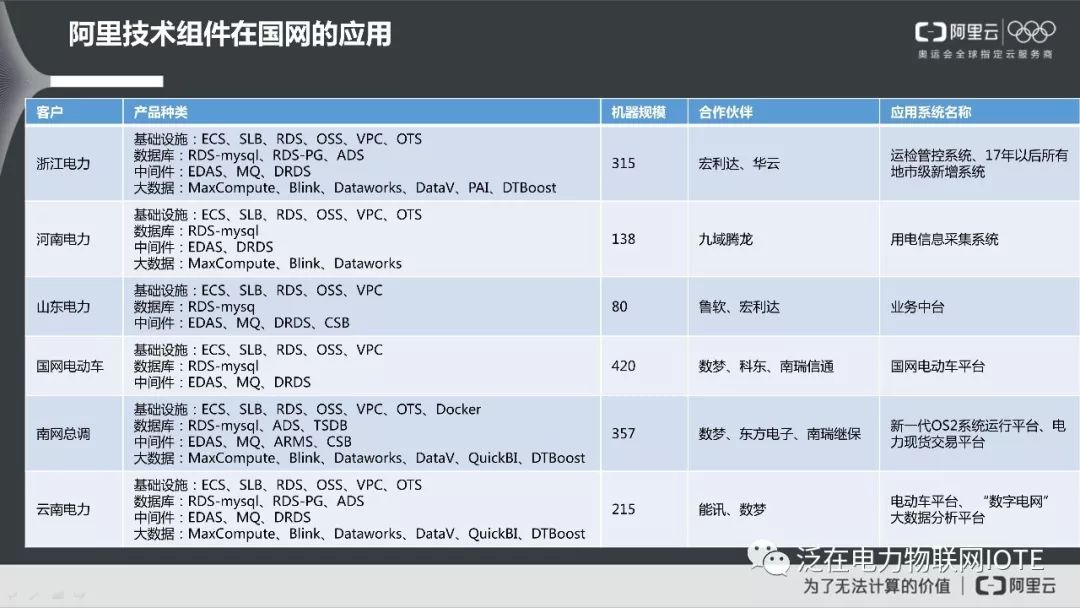 阿里技术组件在国网的应用
阿里云
奥运会全球指定云服务商
客户 产品种类 机器规模 合作伙伴 应用系统名称
浙江电力
基础设施：ECS、SLB、RDS、OSS、VPC、OTS
数据库：RDS-mysql、RDS-PG、ADS
中间件：EDAS、MQ、DRDS
大数据：MaxCompute、Blink、Dataworks、DataV、PAI、DTBoost
315
宏利达、华云
运检管控系统、17年以后所有
地市级新增系统
河南电力
基础设施：ECS、SLB、RDS、OSS、VPC、OTS
数据库：RDS-mysql
中间件：EDAS、DRDS
大数据：MaxCompute、Blink、Dataworks
138
九域腾龙
用电信息采集系统
山东电力
基础设施：ECS、SLB、RDS、OSS、VPC
数据库：RDS-mysq
中间件：EDAS、MQ、DRDS、CSB
80
鲁软、宏利达
业务中台
国网电动车
基础设施：ECS、SLB、RDS、OSS、VPC
数据库：RDS-mysql
中间件：EDAS、MQ、DRDS
420
数梦、科东、南瑞信通
国网电动车平台
南网总调
基础设施：ECS、SLB、RDS、OSS、VPC、OTS、Docker
数据库：RDS-mysql、ADS、TSDB
中间件：EDAS、MQ、ARMS、CSB
大数据：MaxCompute、Blink、Dataworks、DataV、QuickBI、DTBoost
357
数梦、东方电子、南瑞继保
新一代OS2系统运行平台、电
力现货交易平台
云南电力
基础设施：ECS、SLB、RDS、OSS、VPC、OTS
数据库：RDS-mysql、RDS-PG、ADS
中间件：EDAS、MQ、DRDS
大数据：MaxCompute、Blink、Dataworks、DataV、QuickBI、DTBoost
215
能讯、数梦
电动车平台、“数字电网”
大数据分析平台
泛在电力物联网IOTE
为了无法计算的价值 | 阿里云